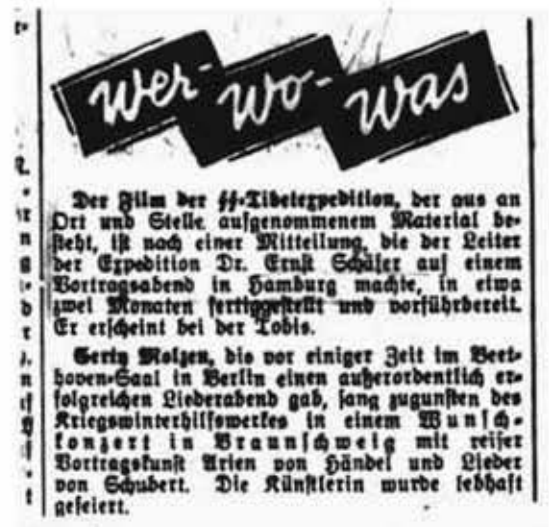 wer-wo-was
Der Film der SS-Tibetexpedition, der aus an
Ort und Stelle aufgenommenem Material be-
steht, ist nach einer Mitteilung, die der Leiter
der Expedition Dr. Ernst Schäfer auf einem
Vortragsabend in Hamburg machte, in etwa
zwei Monaten fertiggestellt und vorführbereit.
Er erscheint bei der Tobis.
Gerty Molzen, die vor einiger Zeit im Beet-
hoven-Saal in Berlin einen außerordentlich er-
folgreichen Liederabend gab, sang zugunsten des
Kriegswinterhilfswerkes in einem Wunsch-
konzert in Braunschweig mit reifer
Vortragskunst Arien von Händel und Lieder
von Schubert. Die Künstlerin wurde lebhaft
gefeiert.